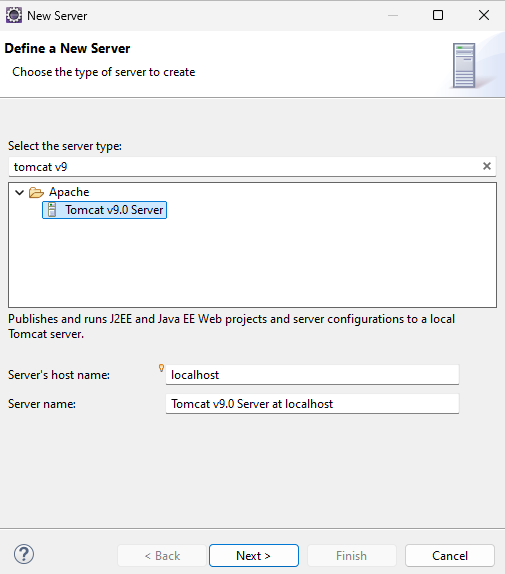 New Server
Define a New Server
Choose the type of server to create
Select the server type:
tomcat v9
Apache
Tomcat v9.0 Server
Publishes and runs J2EE and Java EE Web projects and server configurations to a local
Tomcat server.
Server's host name:
localhost
Server name:
Tomcat v9.0 Server at localhost
?
< Back
Next >
Finish
Cancel